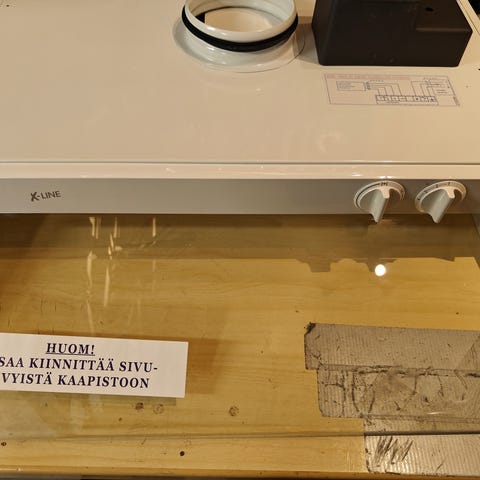 K-LINE
HUOM!
SAA KIINNITTÄÄ SIVU-
VYISTÄ KAAPISTOON